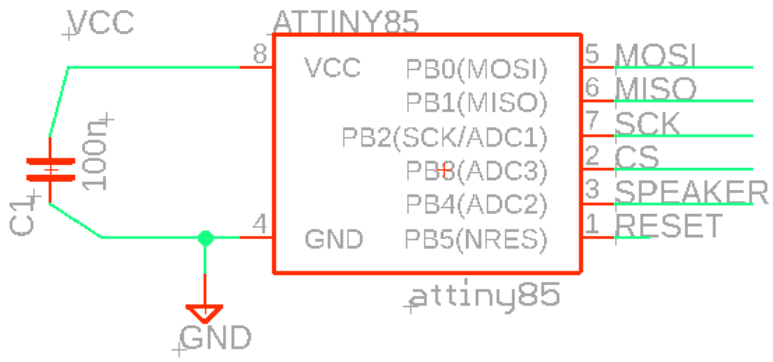 VCC
ATTINY85
8
VCC
PB0(MOSI)
5
MOSI
PB1(MISO)
6
MISO
PB2(SCK/ADC1)
7
SCK
100n
PB3(ADC3)
2
CS
C1
PB4(ADC2)
3
SPEAKER
4
GND
PB5(NRES)
1
RESET
attiny85
GND